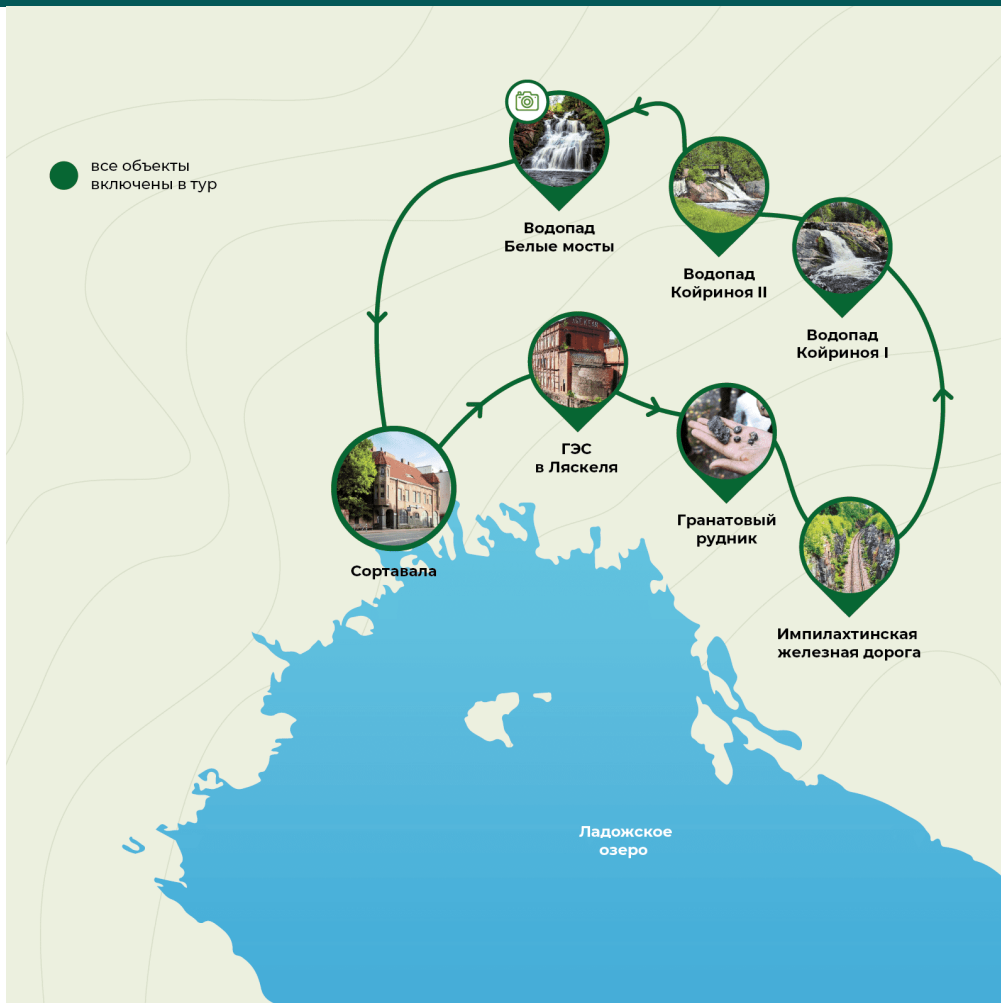 все объекты
включены в тур
Водопад
Белые мосты
Водопад
Койриноя II
Водопад
Койриноя I
ГЭС
в Ляскеля
Гранатовый
рудник
Сортавала
Импилахтинская
железная дорога
Ладожское
озеро